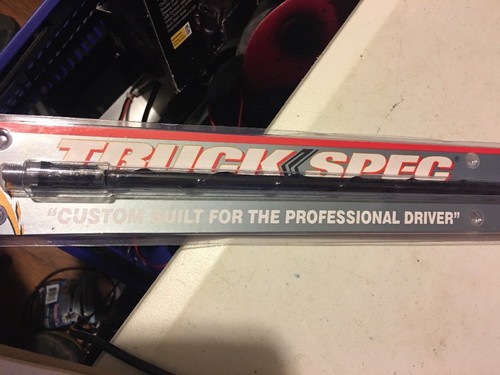 TRUCK SPEC®
"CUSTOM BUILT FOR THE PROFESSIONAL DRIVER"